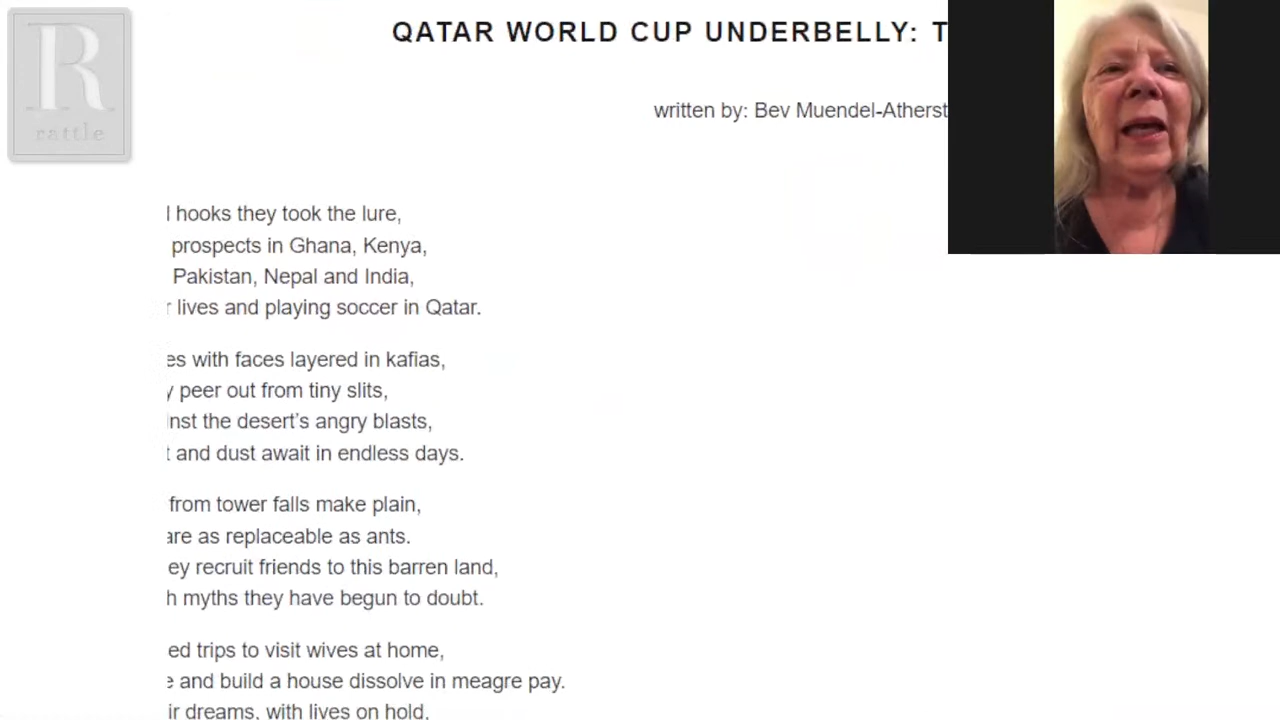 R
rattle
QATAR WORLD CUP UNDERBELLY: T
written by: Bev Muendel-Atherst
hooks they took the lure,
prospects in Ghana, Kenya,
Pakistan, Nepal and India,
r lives and playing soccer in Qatar.
es with faces layered in kafias,
y peer out from tiny slits,
inst the desert’s angry blasts,
t and dust await in endless days.
from tower falls make plain,
are as replaceable as ants.
ey recruit friends to this barren land,
h myths they have begun to doubt.
ed trips to visit wives at home,
e and build a house dissolve in meagre pay.
ir dreams, with lives on hold,